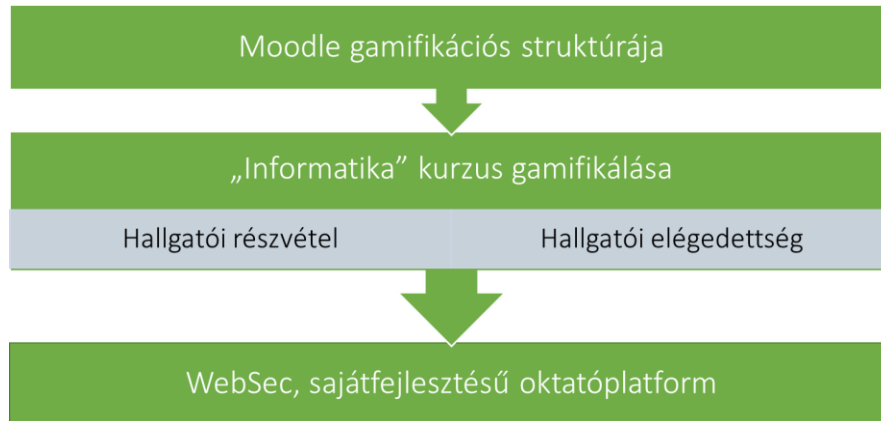 Moodle gamifikációs struktúrája
„Informatika” kurzus gamifikálása
Hallgatói részvétel
Hallgatói elégedettség
WebSec, sajátfejlesztésű oktatóplatform